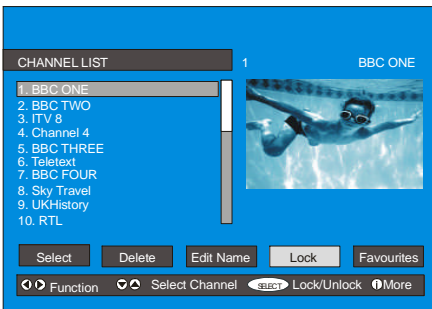 CHANNEL LIST 1 BBC ONE
1. BBC ONE
2. BBC TWO
3. ITV 8
4. Channel 4
5. BBC THREE
6. Teletext
7. BBC FOUR
8. Sky Travel
9. UKHistory
10. RTL
Select Delete Edit Name Lock Favourites
Function Select Channel SELECT Lock/Unlock i More